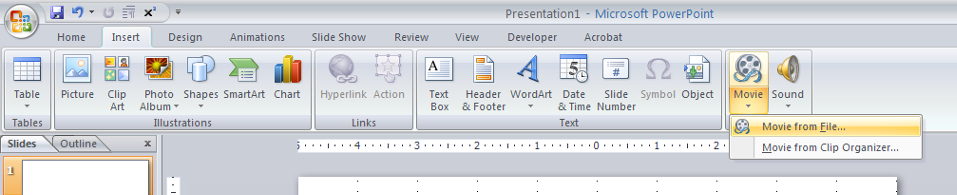 Presentation1 - Microsoft PowerPoint
Home Insert Design Animations Slide Show Review View Developer Acrobat
Table Picture Clip Art Photo Album Shapes SmartArt Chart Hyperlink Action Text Box Header & Footer WordArt Date & Time Slide Number Symbol Object Movie Sound
Tables Illustrations Links Text
Movie from File...
Movie from Clip Organizer...
Slides Outline
4 3 2 1 0 1 2
1